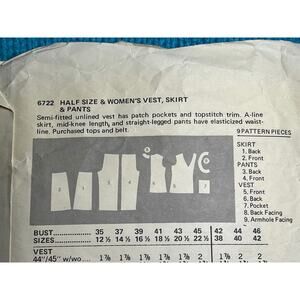 6722 HALF SIZE & WOMEN'S VEST, SKIRT
& PANTS
Semi-fitted unlined vest has patch pockets and topstitch trim. A-line
skirt, mid-knee length, and straight-legged pants have elasticized waist-
line. Purchased tops and belt.
9 PATTERN PIECES
SKIRT
1. Back
2. Front
PANTS
3. Back
4. Front
VEST
5. Front
6. Back
7. Pocket
8. Back Facing
9. Armhole Facing
BUST 35 37 39 41 43 45 42 44 46
SIZES 12½ 14½ 16½ 18½ 20½ 22½ 38 40 42
VEST
44"/45" w/wo